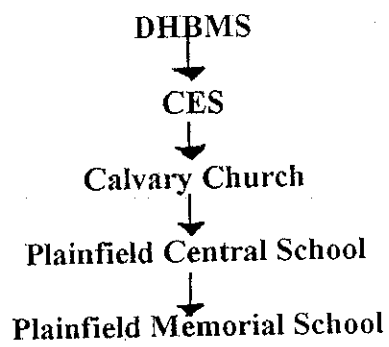 DHBMS
CES
Calvary Church
Plainfield Central School
Plainfield Memorial School